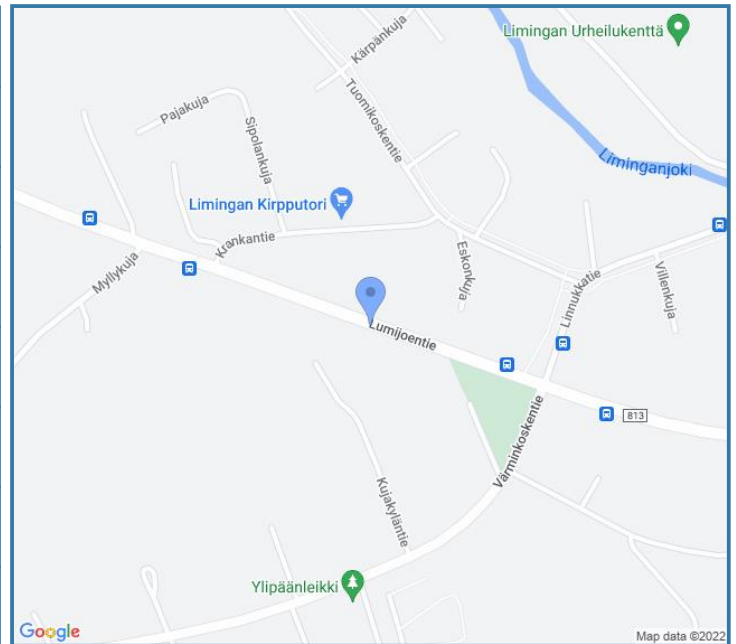 Limingan Urheilukenttä
Kärpänkuja
Tuomikoskentie
Pajakuja
Sipolankuja
Liminganjoki
Limingan Kirpputori
Krankantie
Eskonkuja
Linnukkatie
Villenkuja
Myllykuja
Lumijoentie
813
Värminkoskentie
Kujakyläntie
Ylipäänleikki
Google
Map data ©2022